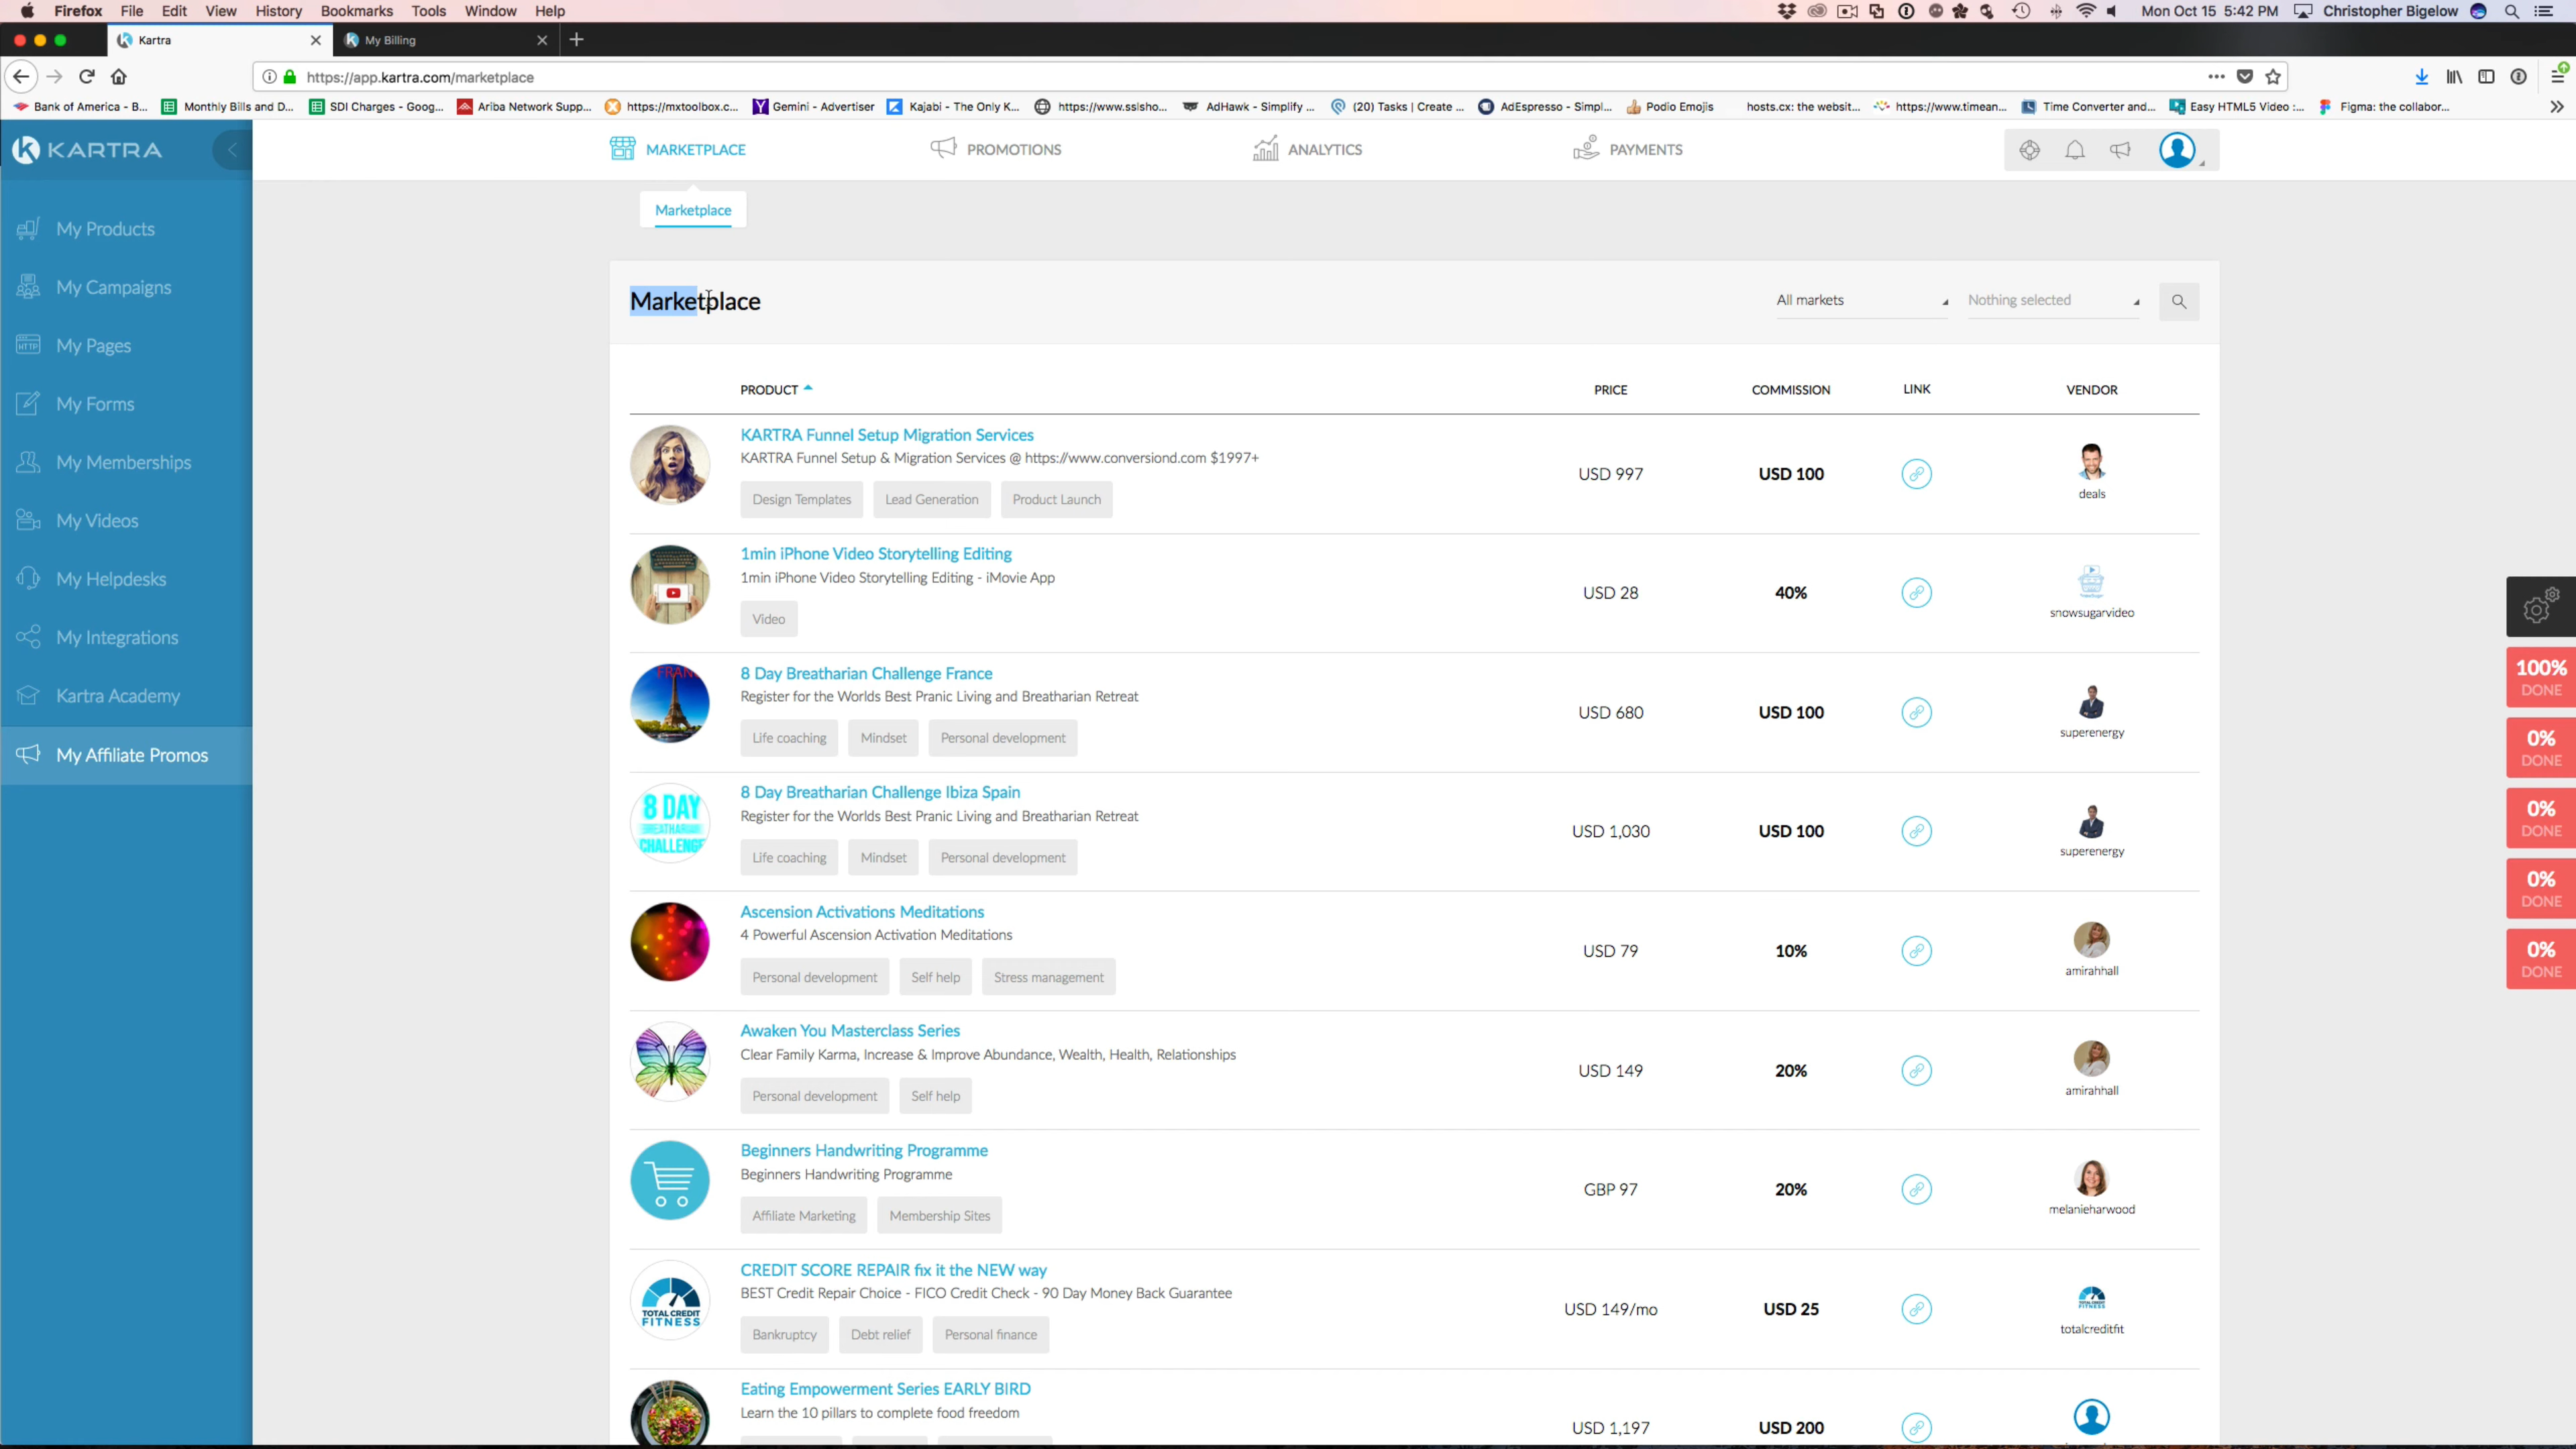 Firefox File Edit View History Bookmarks Tools Window Help Mon Oct 15 5:42 PM Christopher Bigelow
Kartra My Billing
https://app.kartra.com/marketplace
Bank of America - B... Monthly Bills and D... SDI Charges - Goog... Ariba Network Supp... https://mxtoolbox.c... Gemini - Advertiser Kajabi - The Only K... https://www.sslsho... AdHawk - Simplify ... (20) Tasks | Create ... AdEspresso - Simpl... Podio Emojis hosts.cx: the websit... https://www.timean... Time Converter and... Easy HTML5 Video :... Figma: the collabor...
KARTRA
MARKETPLACE PROMOTIONS ANALYTICS PAYMENTS
Marketplace
My Products
My Campaigns
My Pages
HTTP
My Forms
My Memberships
My Videos
My Helpdesks
My Integrations
Kartra Academy
My Affiliate Promos
Marketplace
All markets Nothing selected
PRODUCT PRICE COMMISSION LINK VENDOR
KARTRA Funnel Setup Migration Services
KARTRA Funnel Setup & Migration Services @ https://www.conversiond.com $1997+
Design Templates Lead Generation Product Launch
USD 997 USD 100 deals
1min iPhone Video Storytelling Editing
1min iPhone Video Storytelling Editing - iMovie App
Video
USD 28 40% snowsugarvideo
FRAN
8 Day Breatharian Challenge France
Register for the Worlds Best Pranic Living and Breatharian Retreat
Life coaching Mindset Personal development
USD 680 USD 100 superenergy
8 DAY
BREATHARIAN
CHALLENGE
8 Day Breatharian Challenge Ibiza Spain
Register for the Worlds Best Pranic Living and Breatharian Retreat
Life coaching Mindset Personal development
USD 1,030 USD 100 superenergy
Ascension Activations Meditations
4 Powerful Ascension Activation Meditations
Personal development Self help Stress management
USD 79 10% amirahhall
Awaken You Masterclass Series
Clear Family Karma, Increase & Improve Abundance, Wealth, Health, Relationships
Personal development Self help
USD 149 20% amirahhall
Beginners Handwriting Programme
Beginners Handwriting Programme
Affiliate Marketing Membership Sites
GBP 97 20% melanieharwood
TOTAL CREDIT
FITNESS
CREDIT SCORE REPAIR fix it the NEW way
BEST Credit Repair Choice - FICO Credit Check - 90 Day Money Back Guarantee
Bankruptcy Debt relief Personal finance
USD 149/mo USD 25 totalcreditfit
Eating Empowerment Series EARLY BIRD
Learn the 10 pillars to complete food freedom
USD 1,197 USD 200
100%
DONE
0%
DONE
0%
DONE
0%
DONE
0%
DONE